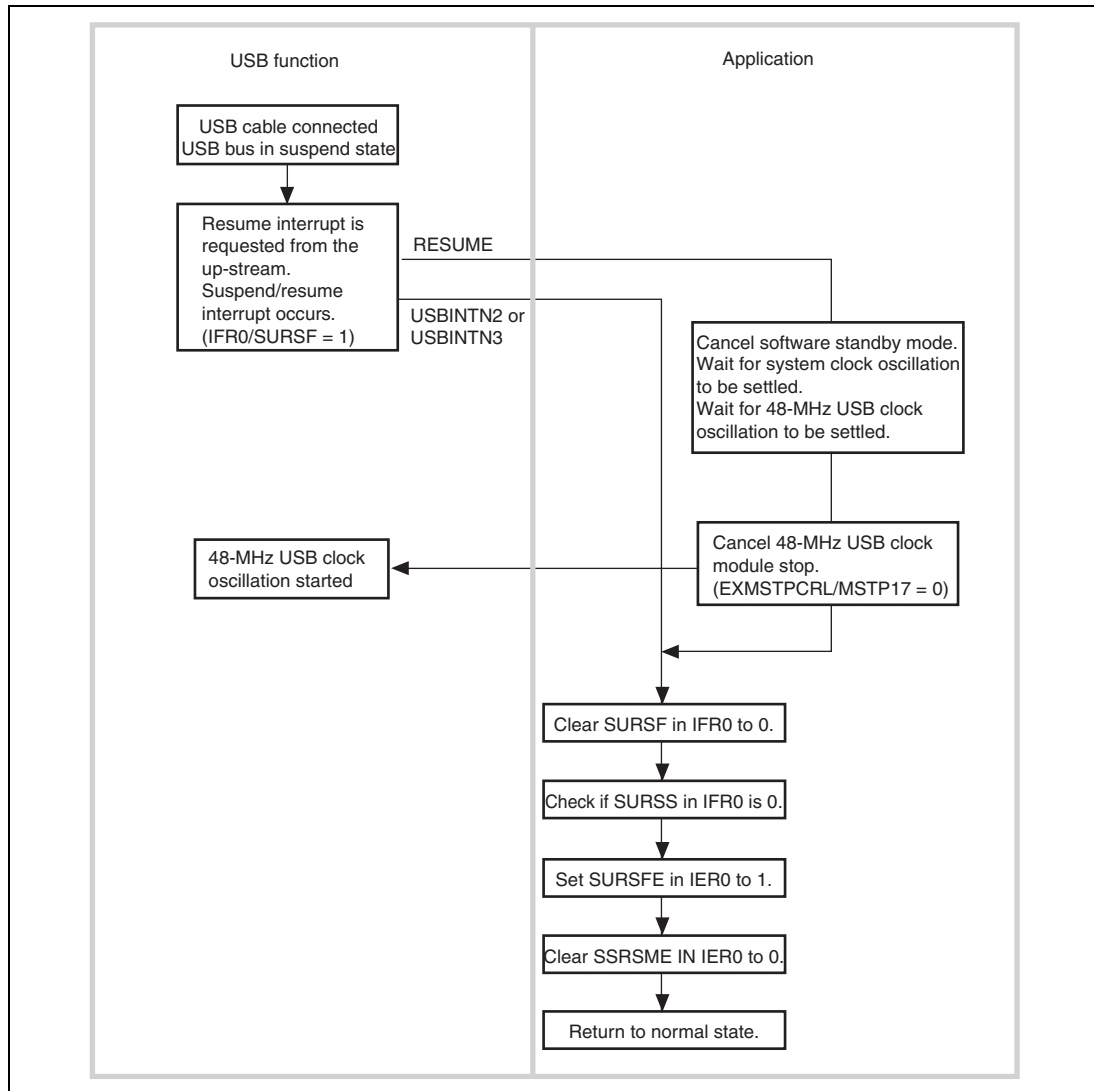 USB function
Application
USB cable connected
USB bus in suspend state
Resume interrupt is
requested from the
up-stream.
Suspend/resume
interrupt occurs.
(IFR0/SURSF = 1)
RESUME
USBINTN2 or
USBINTN3
Cancel software standby mode.
Wait for system clock oscillation
to be settled.
Wait for 48-MHz USB clock
oscillation to be settled.
48-MHz USB clock
oscillation started
Cancel 48-MHz USB clock
module stop.
(EXMSTPCRL/MSTP17 = 0)
Clear SURSF in IFR0 to 0.
Check if SURSS in IFR0 is 0.
Set SURSFE in IER0 to 1.
Clear SSRSME IN IER0 to 0.
Return to normal state.